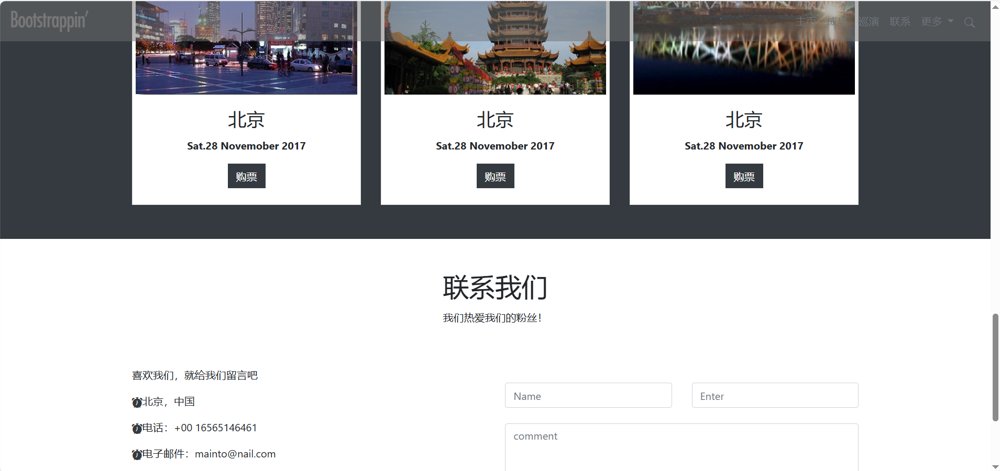 Bootstrappin’
主页 成员 巡演 联系 更多
北京 北京 北京
Sat.28 Novemober 2017 Sat.28 Novemober 2017 Sat.28 Novemober 2017
购票 购票 购票
联系我们
我们热爱我们的粉丝!
喜欢我们，就给我们留言吧
北京，中国
电话：+00 16565146461
电子邮件：mainto@nail.com
Name Enter
comment